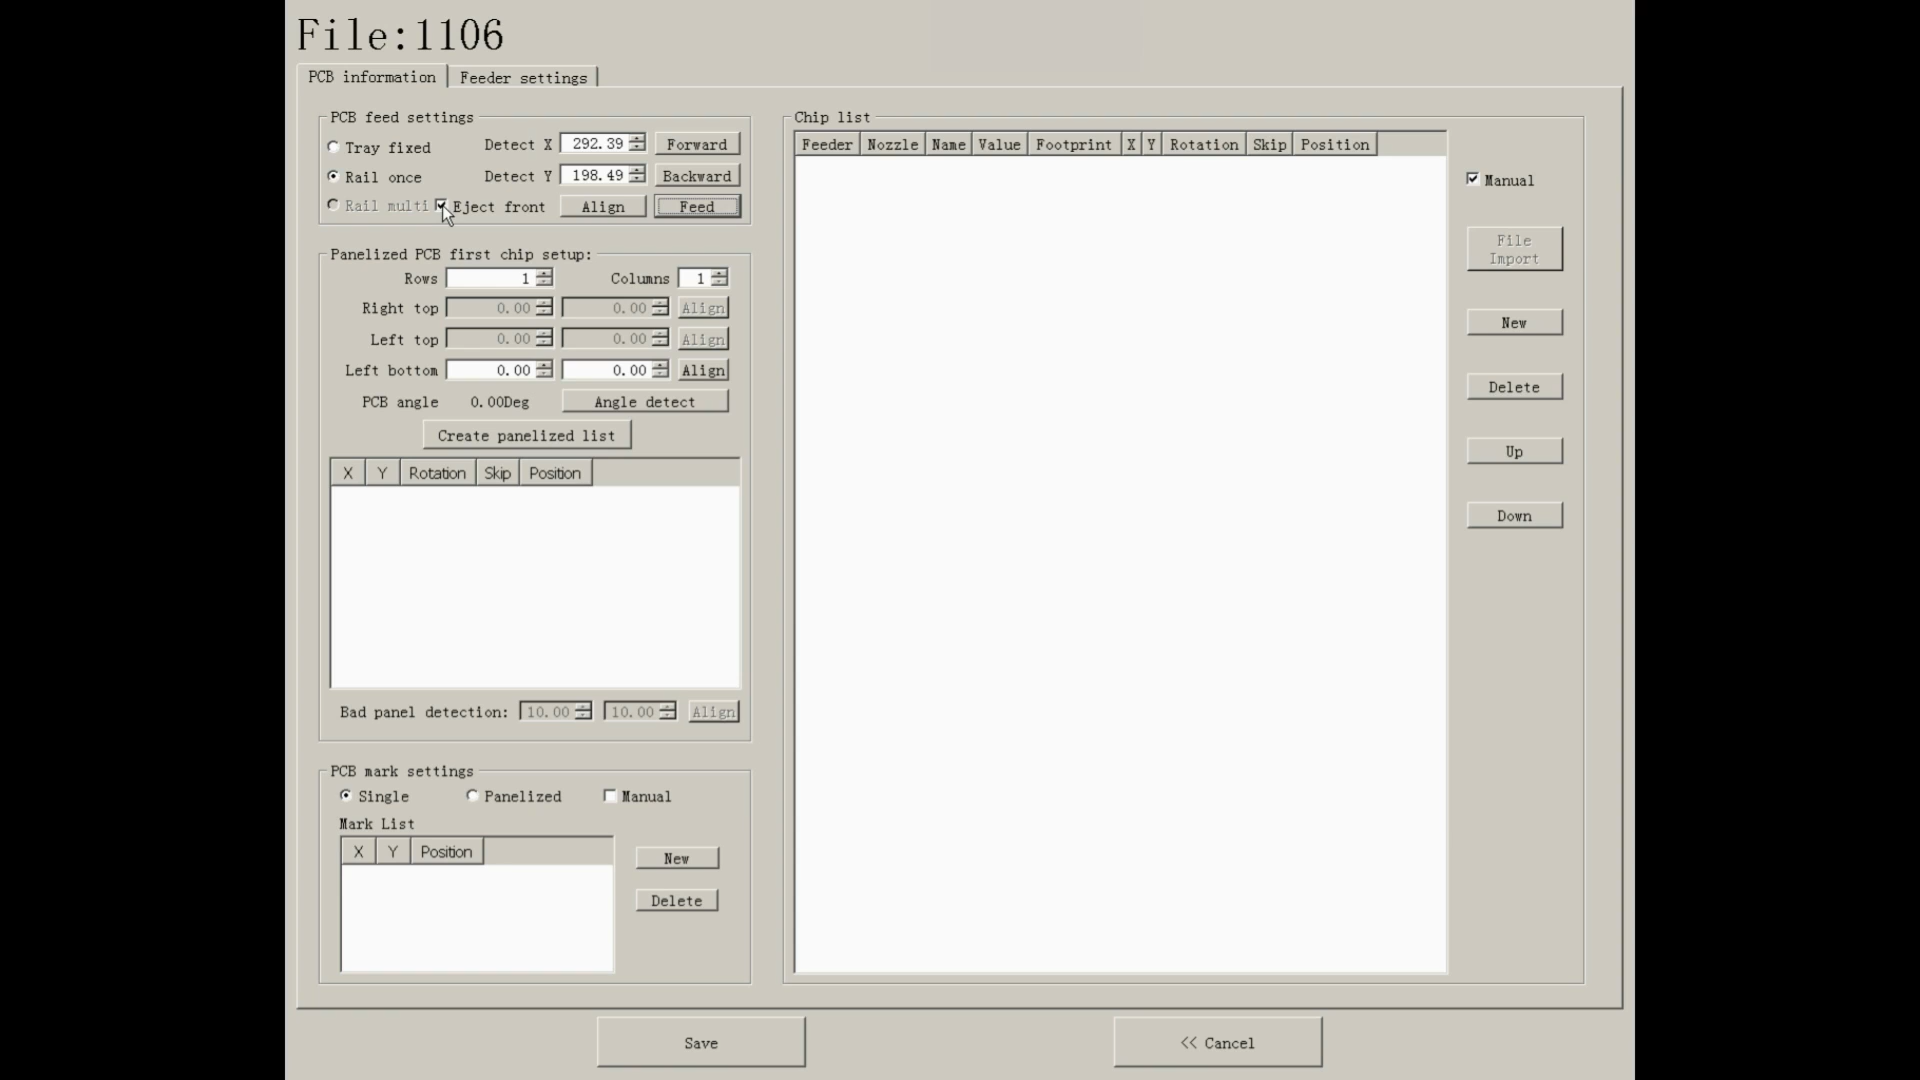 File:1106
PCB information
Feeder settings
PCB feed settings
Tray fixed
Detect X
292.39
Forward
Rail once
Detect Y
198.49
Backward
Rail multi
Eject front
Align
Feed
Panelized PCB first chip setup:
Rows
1
Columns
1
Right top
0.00
0.00
Align
Left top
0.00
0.00
Align
Left bottom
0.00
0.00
Align
PCB angle
0.00Deg
Angle detect
Create panelized list
X
Y
Rotation
Skip
Position
Bad panel detection:
10.00
10.00
Align
PCB mark settings
Single
Panelized
Manual
Mark List
X
Y
Position
New
Delete
Chip list
Feeder
Nozzle
Name
Value
Footprint
X
Y
Rotation
Skip
Position
Manual
File
Import
New
Delete
Up
Down
Save
<< Cancel